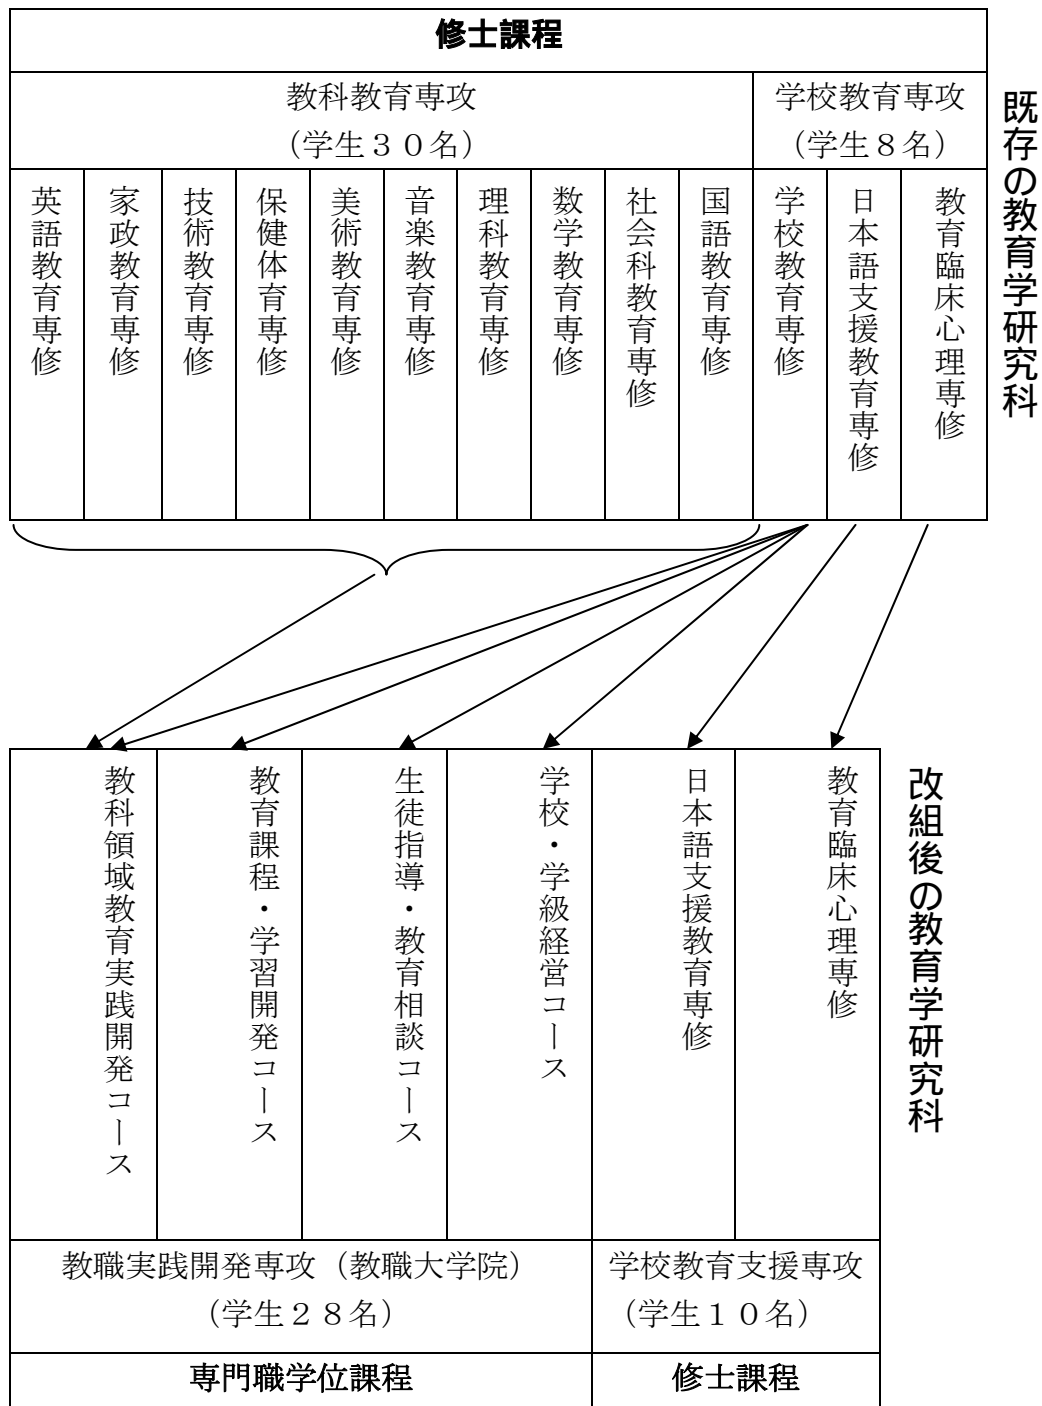 修士課程
教科教育専攻
(学生30名)
学校教育専攻
(学生8名)
英語教育専修
家政教育専修
技術教育専修
保健体育専修
美術教育専修
音楽教育専修
理科教育専修
数学教育専修
社会科教育専修
国語教育専修
学校教育専修
日本語支援教育専修
教育臨床心理専修
既存の教育学研究科
教科領域教育実践開発コース
教育課程・学習開発コース
生徒指導・教育相談コース
学校・学級経営コース
日本語支援教育専修
教育臨床心理専修
改組後の教育学研究科
教職実践開発専攻(教職大学院)
(学生28名)
学校教育支援専攻
(学生10名)
専門職学位課程
修士課程